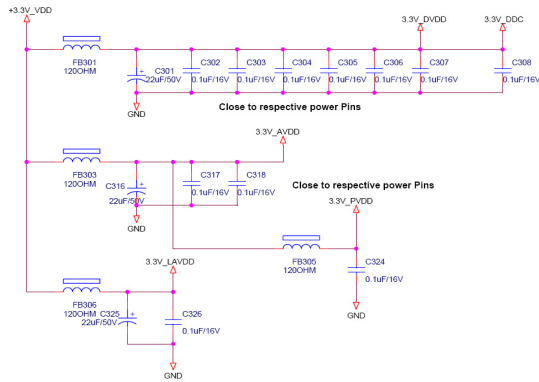 +3.3V_VDD
3.3V_DVDD
3.3V_DDC
FB301
120OHM
C301
22uF/50V
C302
0.1uF/16V
C303
0.1uF/16V
C304
0.1uF/16V
C305
0.1uF/16V
C306
0.1uF/16V
C307
0.1uF/16V
C308
0.1uF/16V
GND
Close to respective power Pins
3.3V_AVDD
FB303
120OHM
C316
22uF/50V
C317
0.1uF/16V
C318
0.1uF/16V
GND
Close to respective power Pins
3.3V_PVDD
FB305
120OHM
C324
0.1uF/16V
GND
3.3V_LAVDD
FB306
120OHM
C325
22uF/50V
C326
0.1uF/16V
GND